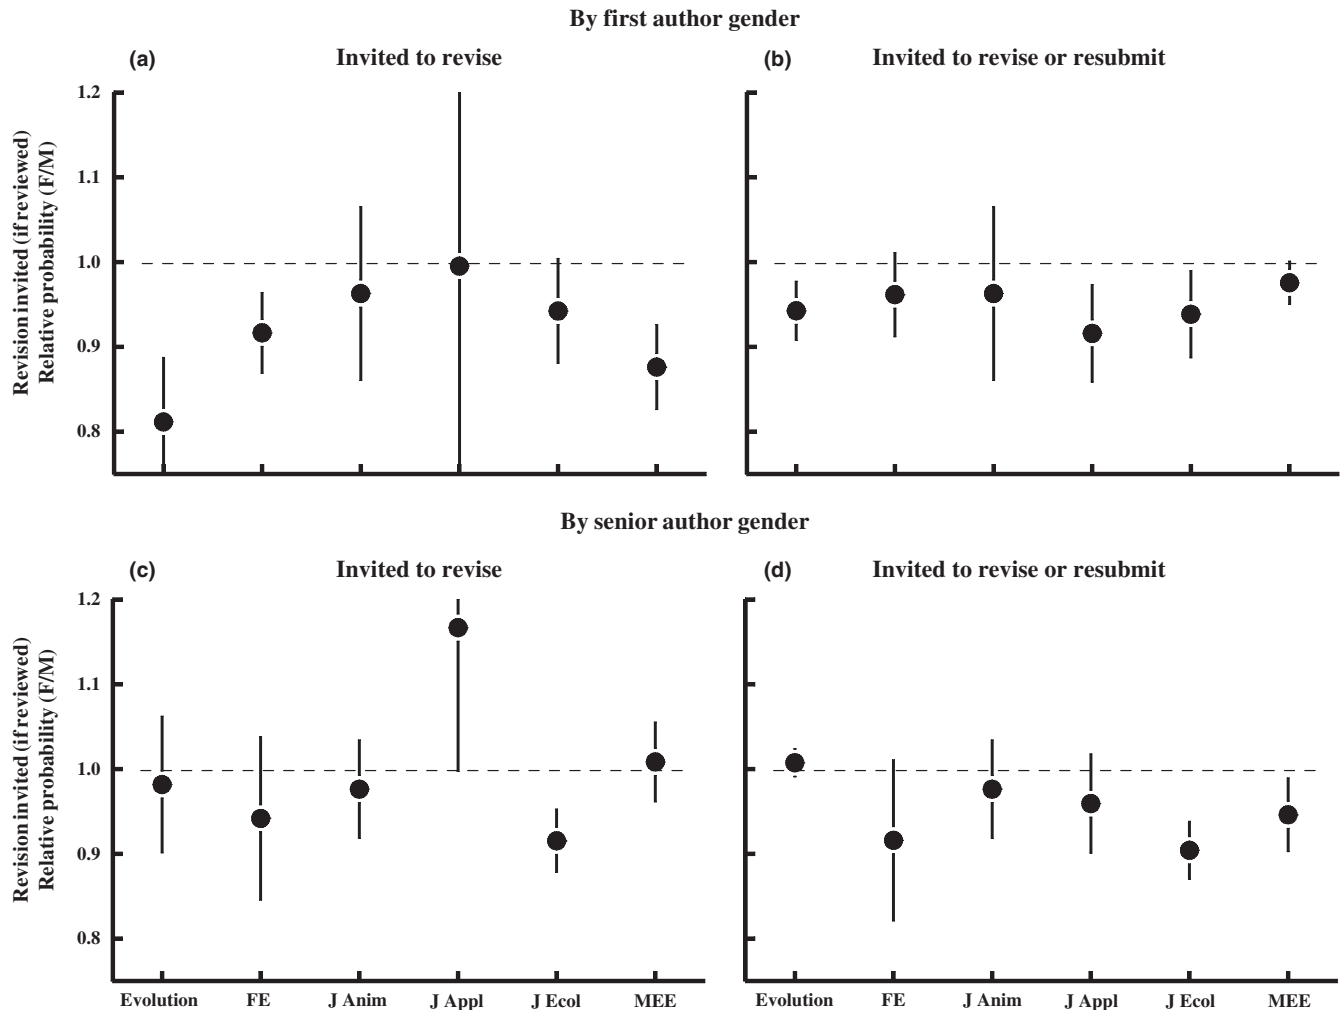 By first author gender
(a) Invited to revise
(b) Invited to revise or resubmit
Revision invited (if reviewed)
Relative probability (F/M)
1.2
1.1
1.0
0.9
0.8
By senior author gender
(c) Invited to revise
(d) Invited to revise or resubmit
Revision invited (if reviewed)
Relative probability (F/M)
1.2
1.1
1.0
0.9
0.8
Evolution FE J Anim J Appl J Ecol MEE
Evolution FE J Anim J Appl J Ecol MEE